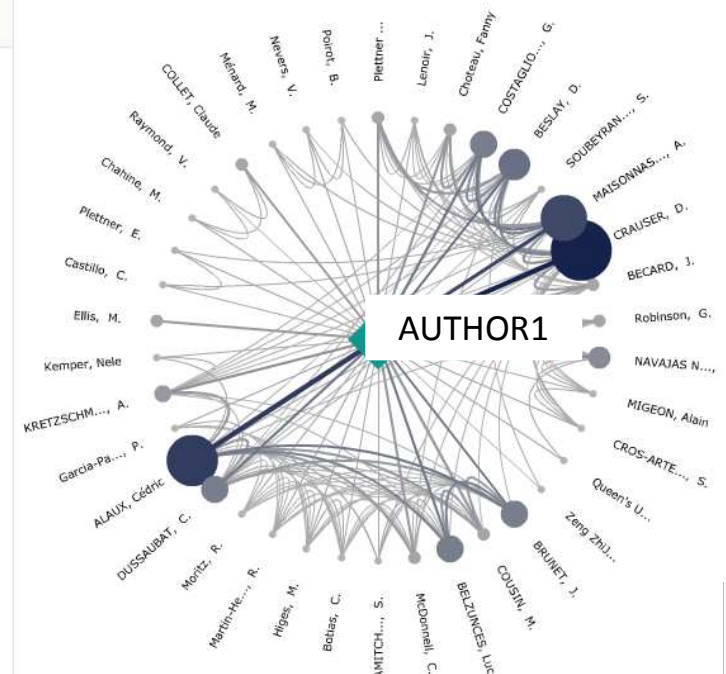 Plettner ...
Lenoir, J.
Choteau, Fanny
COSTAGLIO..., G.
BESLAY, D.
SOUBEYRAN..., S.
MAISONNAS..., A.
CRAUSER, D.
BECARD, J.
Robinson, G.
NAVAJAS N...,
MIGEON, Alain
CROS-ARTE..., S.
Queen's U...
Zeng ZhiJ...
BRUNET, J.
COUSIN, M.
BELZUNCES, Luc
McDonnell, C.
MITCH..., S.
Botias, C.
Higes, M.
Martin-He..., R.
Moritz, R.
DUSSAUBAT, C.
ALAUX, Cédric
Garcia-Pa..., P.
KRETZSCHM..., A.
Kemper, Nele
Ellis, M.
Castillo, C.
Plettner, E.
Chahine, M.
Raymond, V.
COLLET, Claude
Ménard, M.
Nevers, V.
Poirot, B.
AUTHOR1